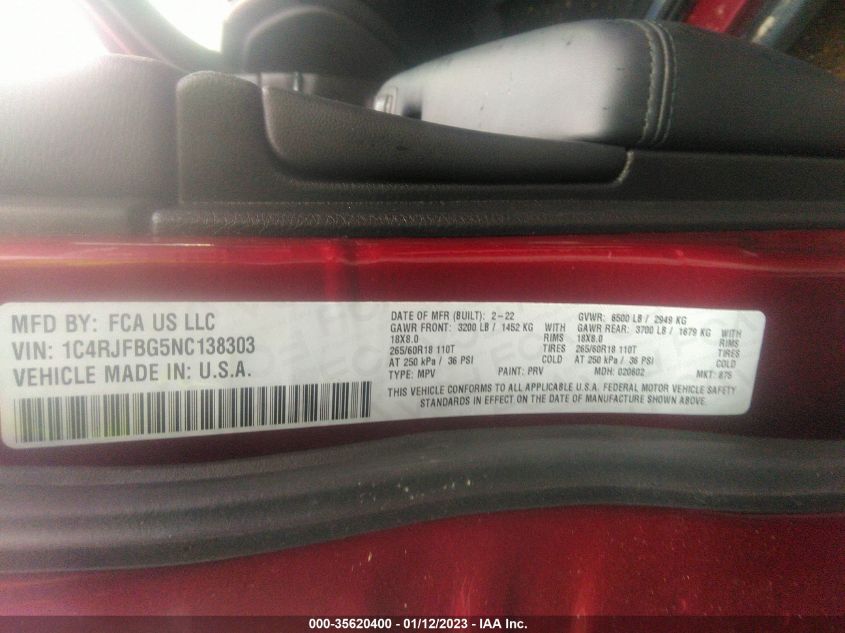 MFD BY: FCA US LLC
VIN: 1C4RJFBG5NC138303
VEHICLE MADE IN: U.S.A.
DATE OF MFR (BUILT): 2-22
GAWR FRONT: 3200 LB / 1452 KG WITH
18X8.0 RIMS
265/60R18 110T TIRES
AT 250 kPa / 36 PSI COLD
TYPE: MPV PAINT: PRV
GVWR: 6500 LB / 2949 KG
GAWR REAR: 3700 LB / 1679 KG WITH
18X8.0 RIMS
265/60R18 110T TIRES
AT 250 kPa / 36 PSI COLD
MDH: 020602 MKT: 875
THIS VEHICLE CONFORMS TO ALL APPLICABLE U.S.A. FEDERAL MOTOR VEHICLE SAFETY
STANDARDS IN EFFECT ON THE DATE OF MANUFACTURE SHOWN ABOVE.
000-35620400 - 01/12/2023 - IAA Inc.